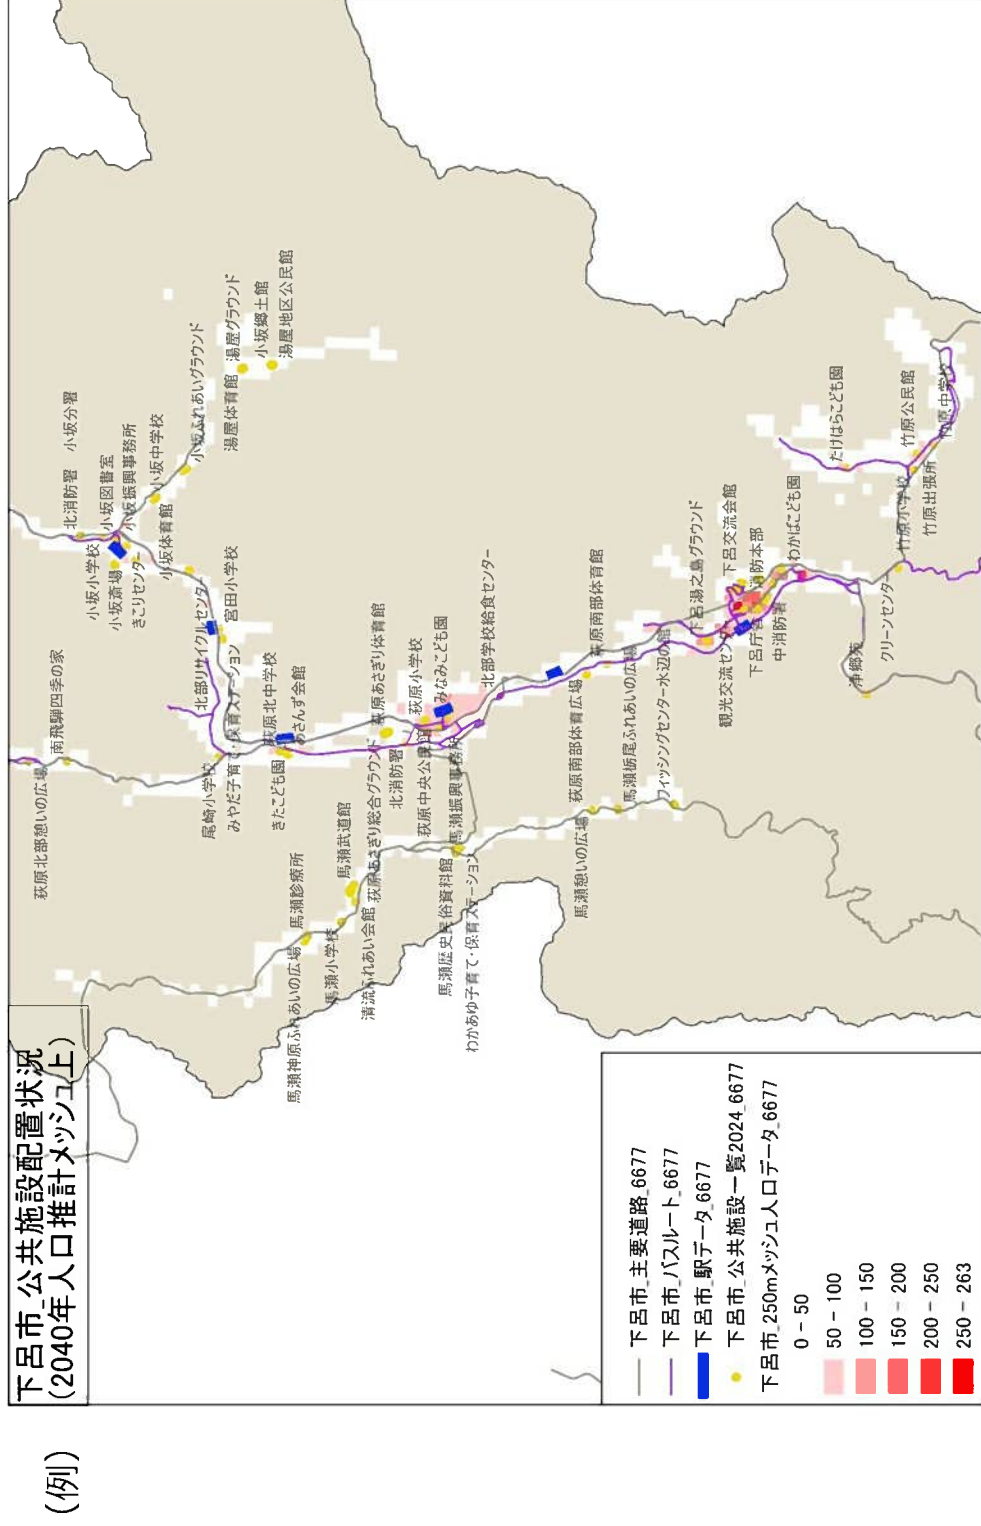 (例)
下呂市_公共施設配置状況
(2040年人口推計メッシュ上)
萩原北部憩いの広場
南飛騨四季の家
北消防署 小坂分署
小坂小学校
小坂図書室
小坂斎場
小坂振興事務所
きこりセンター
小坂中学校
小坂体育館
小坂ふれあいグラウンド
湯屋体育館
湯屋グラウンド
小坂郷土館
湯屋地区公民館
北部リサイクルセンター
宮田小学校
尾崎小学校
みやだ子育て・保育ステーション
萩原北中学校
きたこども園
あさんず会館
馬瀬神原ふれあいの広場
馬瀬診療所
馬瀬小学校
馬瀬武道館
清流ふれあい会館
萩原あさぎり総合グラウンド
萩原あさぎり体育館
北消防署
萩原小学校
萩原中央公民館
みなみこども園
馬瀬歴史民俗資料館
馬瀬振興事務所
わかあゆ子育て・保育ステーション
北部学校給食センター
馬瀬憩いの広場
萩原南部体育広場
萩原南部体育館
馬瀬栃尾ふれあいの広場
フィッシングセンター水辺の館
下呂湯之島グラウンド
観光交流センター
下呂交流会館
下呂庁舎
消防本部
中消防署
わかばこども園
たけはらこども園
浄郷苑
クリーンセンター
竹原小学校
竹原公民館
竹原出張所
竹原中学校
下呂市_主要道路_6677
下呂市_バスルート_6677
下呂市_駅データ_6677
下呂市_公共施設一覧2024_6677
下呂市_250mメッシュ人口データ_6677
0 - 50
50 - 100
100 - 150
150 - 200
200 - 250
250 - 263